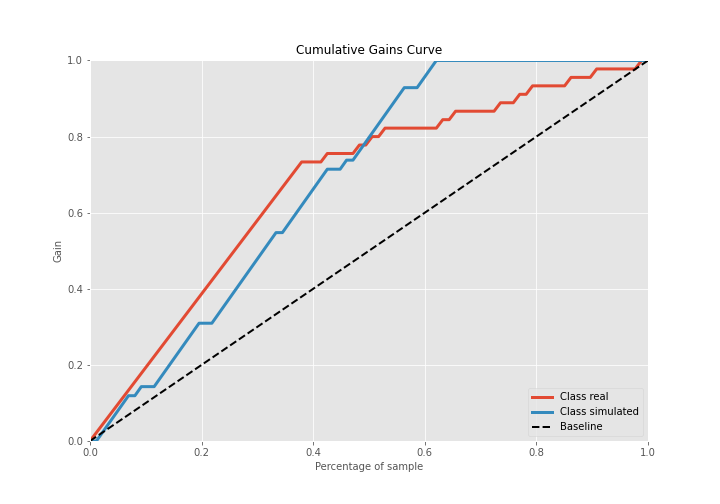 Cumulative Gains Curve
1.0
0.8
0.6
0.4
0.2
0.0
Gain
0.0 0.2 0.4 0.6 0.8 1.0
Percentage of sample
Class real
Class simulated
Baseline